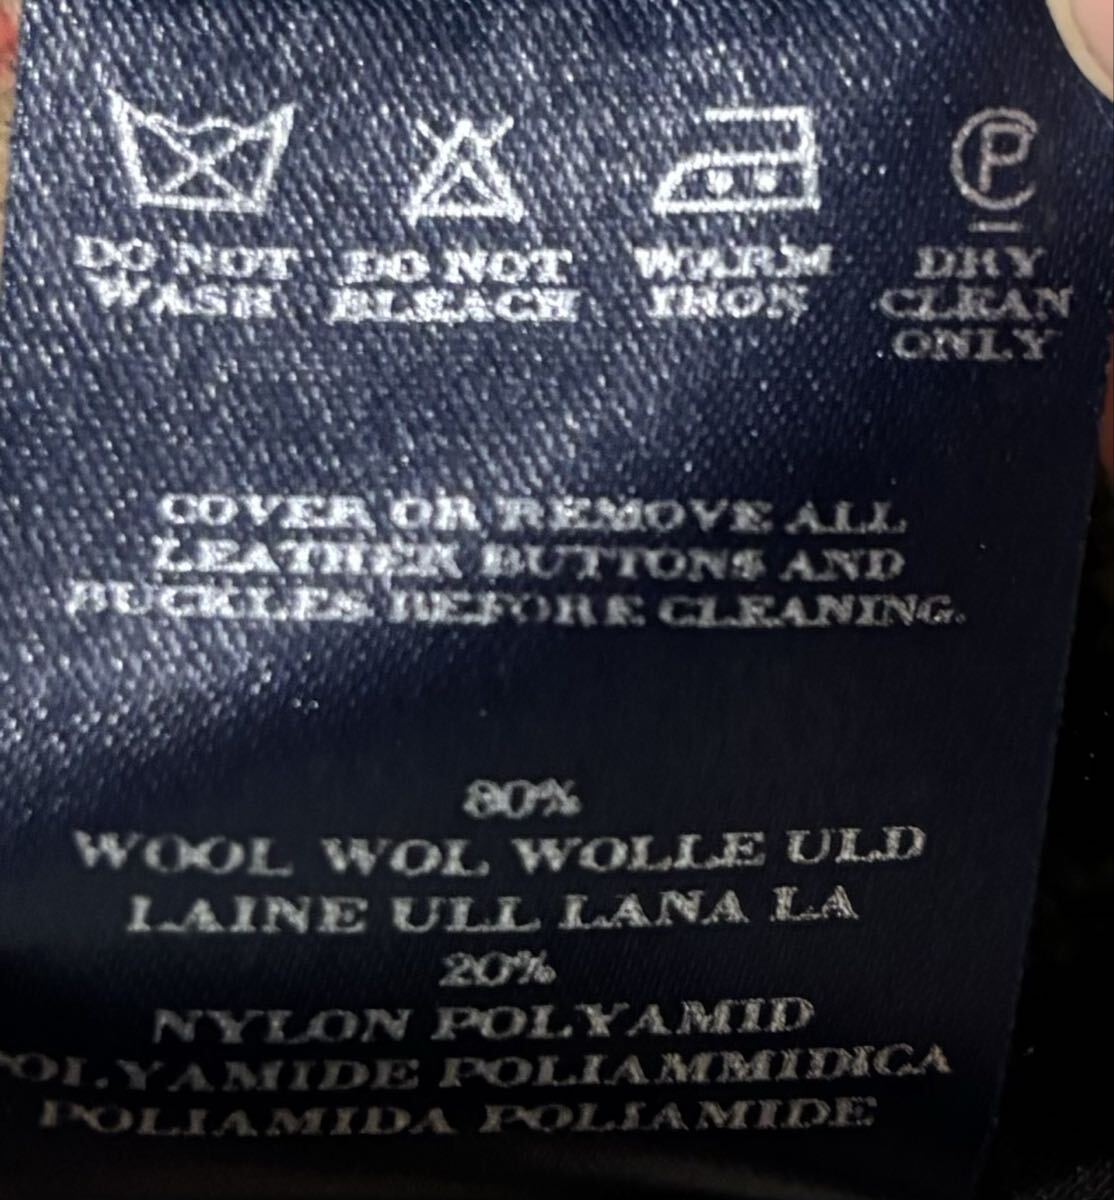 P
DO NOT WASH
DO NOT BLEACH
WARM IRON
DRY CLEAN ONLY
COVER OR REMOVE ALL
LEATHER BUTTONS AND
BUCKLES BEFORE CLEANING.
80%
WOOL WOL WOLLE ULD
LAINE ULL LANA LA
20%
NYLON POLYAMID
POLYAMIDE POLIAMMIDICA
POLIAMIDA POLIAMIDE